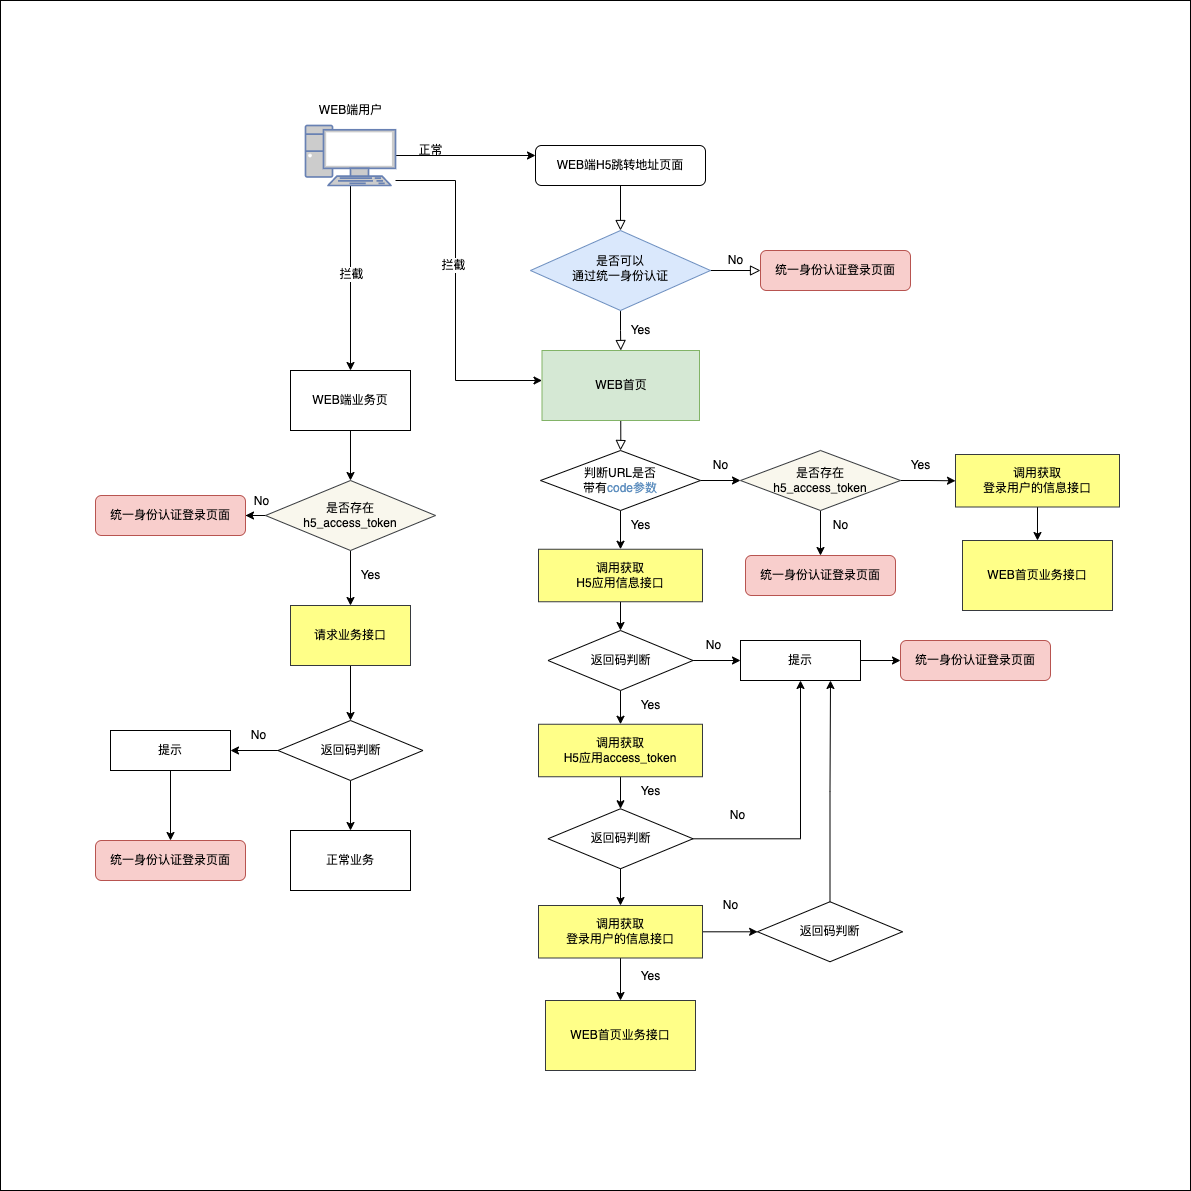 WEB端用户
正常
WEB端H5跳转地址页面
拦截
拦截
是否可以
通过统一身份认证
No
统一身份认证登录页面
Yes
WEB首页
WEB端业务页
判断URL是否
带有code参数
No
是否存在
h5_access_token
Yes
调用获取
登录用户的信息接口
No
统一身份认证登录页面
WEB首页业务接口
是否存在
h5_access_token
No
统一身份认证登录页面
Yes
Yes
调用获取
H5应用信息接口
请求业务接口
返回码判断
No
提示
统一身份认证登录页面
Yes
调用获取
H5应用access_token
Yes
返回码判断
No
返回码判断
No
提示
统一身份认证登录页面
正常业务
调用获取
登录用户的信息接口
No
返回码判断
Yes
WEB首页业务接口